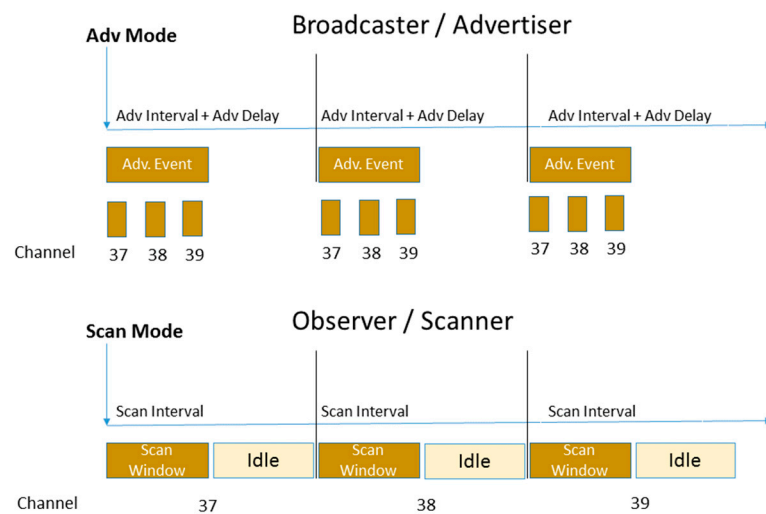 Broadcaster / Advertiser
Adv Mode
Adv Interval + Adv Delay Adv Interval + Adv Delay Adv Interval + Adv Delay
Adv. Event Adv. Event Adv. Event
Channel 37 38 39 37 38 39 37 38 39
Observer / Scanner
Scan Mode
Scan Interval Scan Interval Scan Interval
Scan Window Idle Scan Window Idle Scan Window Idle
Channel 37 38 39